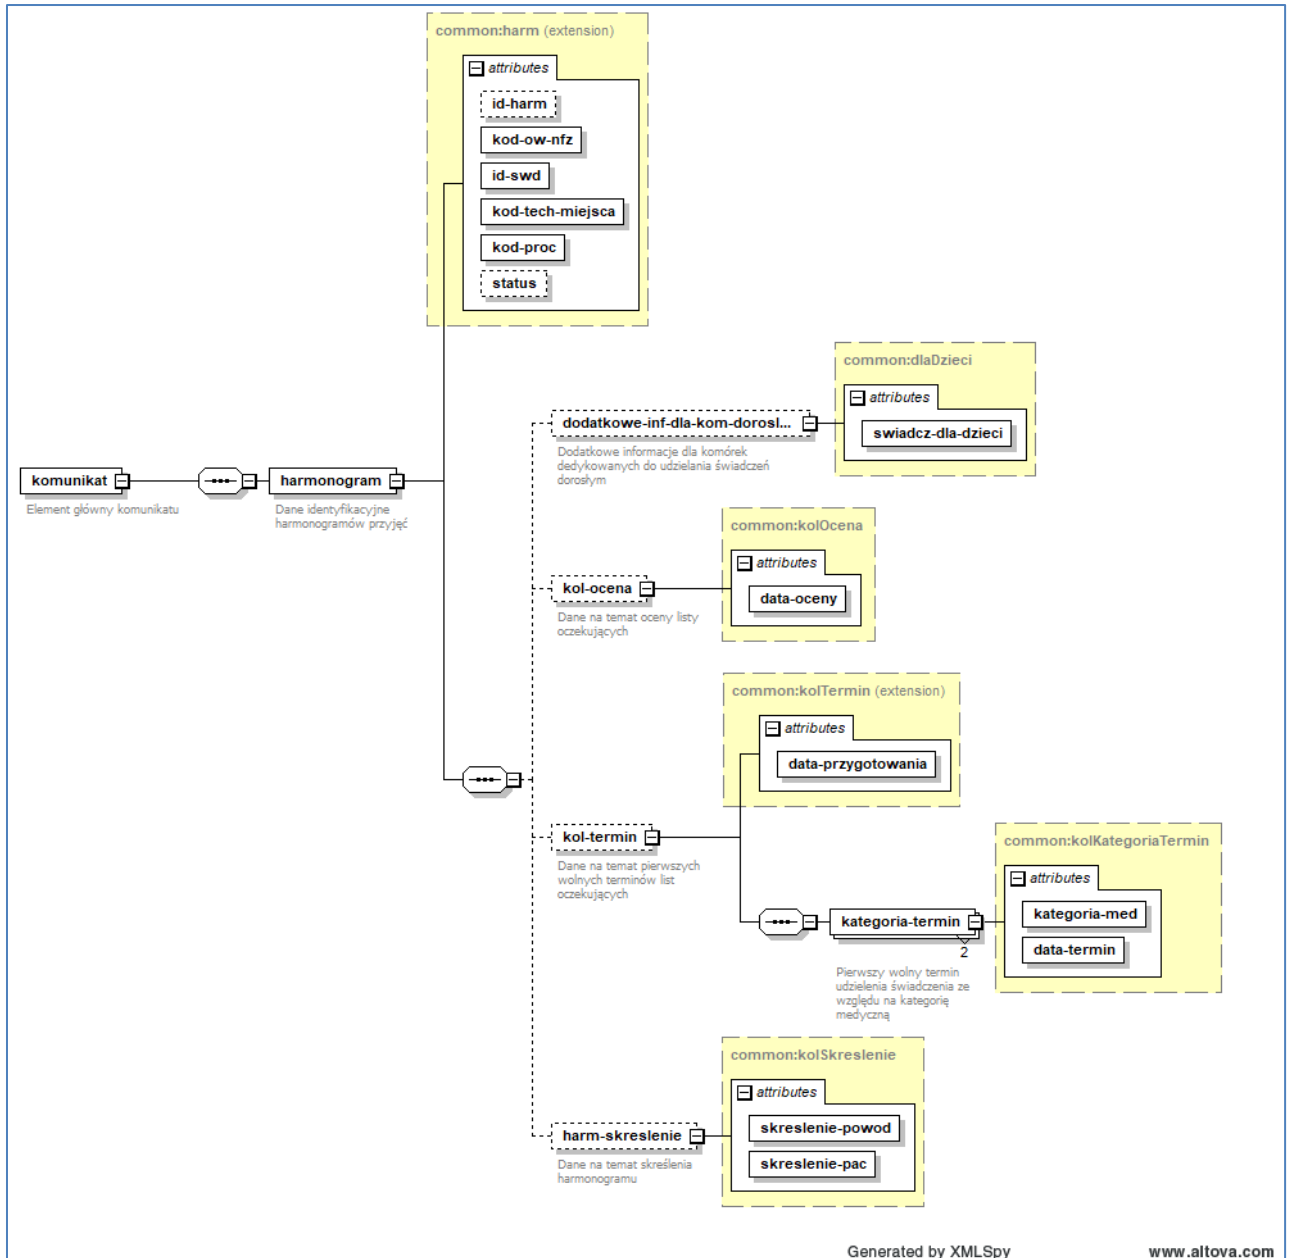 common:harm (extension)
attributes
id-harm
kod-ow-nfz
id-swd
kod-tech-miejsca
kod-proc
status
common:dlaDzieci
attributes
swiadcz-dla-dzieci
dodatkowe-inf-dla-kom-dorosl...
Dodatkowe informacje dla komórek
dedykowanych do udzielania świadczeń
dorosłym
komunikat
Element główny komunikatu
harmonogram
Dane identyfikacyjne
harmonogramów przyjęć
common:kolOcena
attributes
data-oceny
kol-ocena
Dane na temat oceny listy
oczekujących
common:kolTermin (extension)
attributes
data-przygotowania
kol-termin
Dane na temat pierwszych
wolnych terminów list
oczekujących
common:kolKategoriaTermin
attributes
kategoria-med
data-termin
kategoria-termin
2
Pierwszy wolny termin
udzielenia świadczenia ze
względu na kategorię
medyczną
common:kolSkreslenie
attributes
skreslenie-powod
skreslenie-pac
harm-skreslenie
Dane na temat skreślenia
harmonogramu
Generated by XMLSpy
www.altova.com